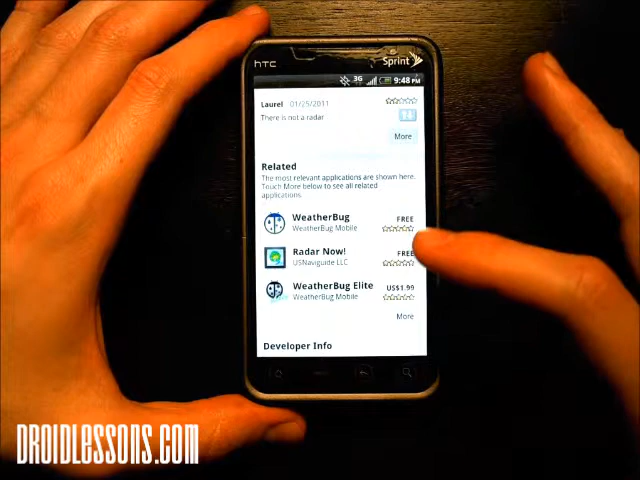 hTC
Sprint
3G 9:48 PM
Laurel 01/25/2011
There is not a radar
More
Related
The most relevant applications are shown here.
Touch More below to see all related
applications.
WeatherBug FREE
WeatherBug Mobile
Radar Now! FREE
USNaviguide LLC
WeatherBug Elite US$1.99
WeatherBug Mobile
More
Developer Info
DROIDLESSONS.COM